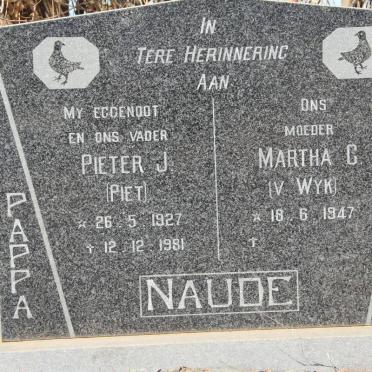 IN
TERE HERINNERING
AAN
MY EGGENOOT
EN ONS VADER
PIETER J.
(PIET)
* 26.5.1927
† 12.12.1981
ONS
MOEDER
MARTHA C.
(V. WYK)
* 18.6.1947
†
PAPPA
NAUDE